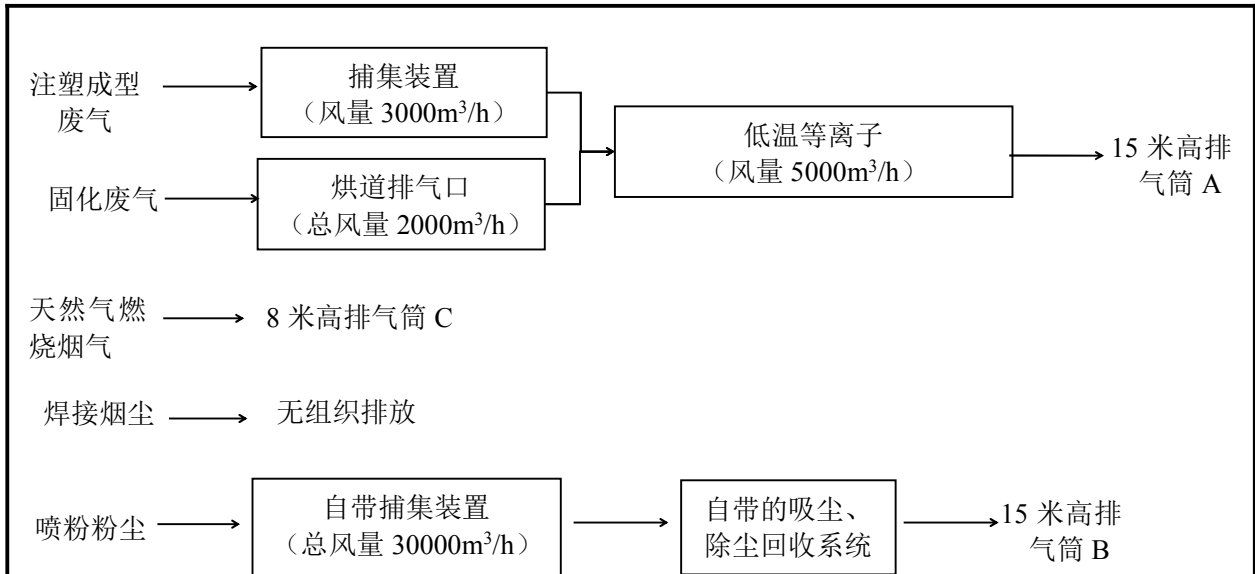 注塑成型
废气
捕集装置
（风量 3000m³/h）
低温等离子
（风量 5000m³/h）
15 米高排
气筒 A
固化废气
烘道排气口
（总风量 2000m³/h）
天然气燃
烧烟气
8 米高排气筒 C
焊接烟尘
无组织排放
喷粉粉尘
自带捕集装置
（总风量 30000m³/h）
自带的吸尘、
除尘回收系统
15 米高排
气筒 B